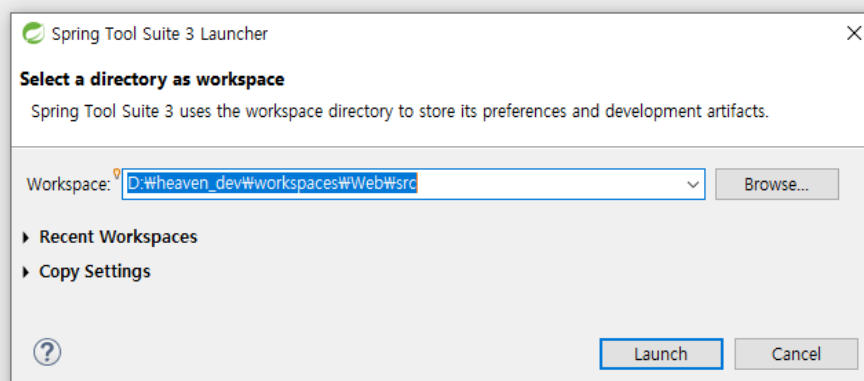 Spring Tool Suite 3 Launcher
Select a directory as workspace
Spring Tool Suite 3 uses the workspace directory to store its preferences and development artifacts.
Workspace: D:₩heaven_dev₩workspaces₩Web₩src Browse...
Recent Workspaces
Copy Settings
? Launch Cancel